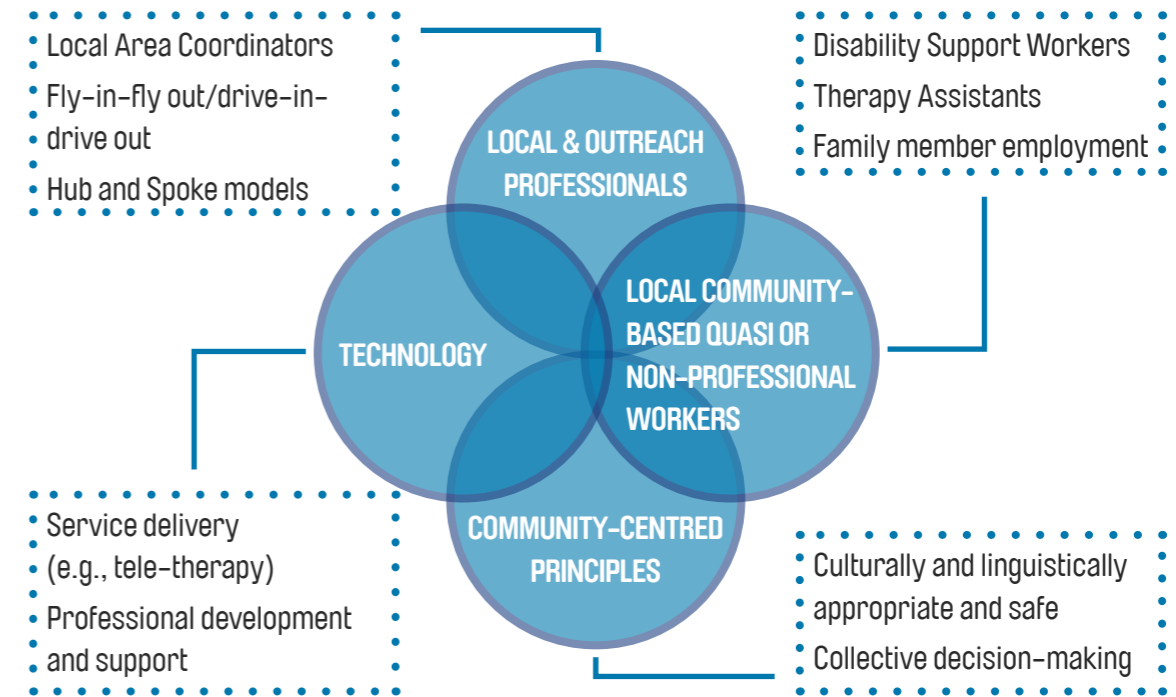 Local Area Coordinators
Fly-in-fly out/drive-in-
drive out
Hub and Spoke models
Disability Support Workers
Therapy Assistants
Family member employment
LOCAL & OUTREACH
PROFESSIONALS
TECHNOLOGY
LOCAL COMMUNITY-
BASED QUASI OR
NON-PROFESSIONAL
WORKERS
COMMUNITY-CENTRED
PRINCIPLES
Service delivery
(e.g., tele-therapy)
Professional development
and support
Culturally and linguistically
appropriate and safe
Collective decision-making